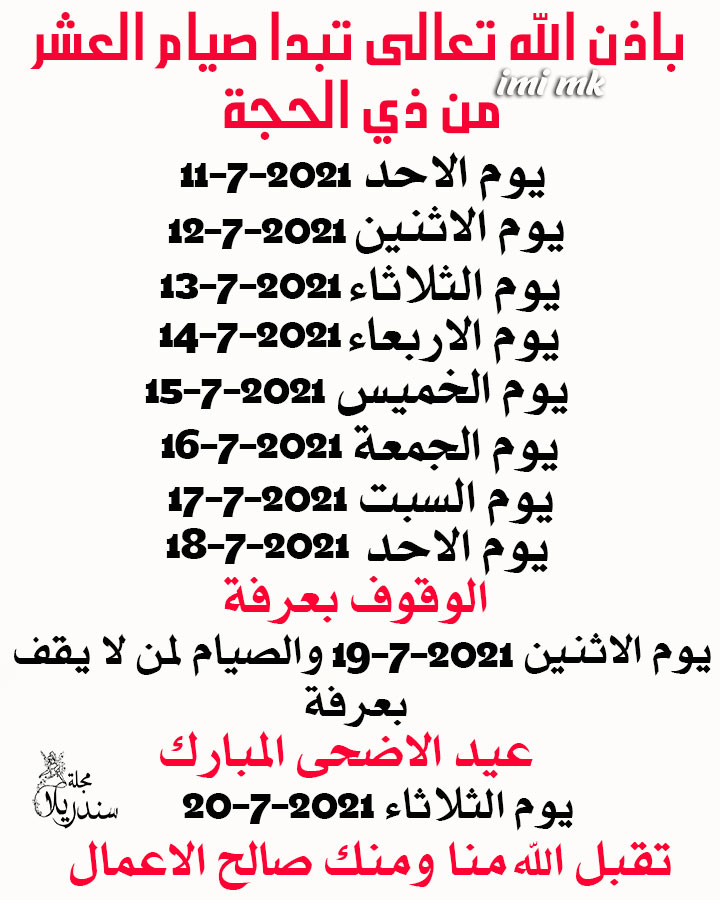 باذن الله تعالى تبدا صيام العشر
imi mk
من ذي الحجة
يوم الاحد 2021-7-11
يوم الاثنين 2021-7-12
يوم الثلاثاء 2021-7-13
يوم الاربعاء 2021-7-14
يوم الخميس 2021-7-15
يوم الجمعة 2021-7-16
يوم السبت 2021-7-17
يوم الاحد 2021-7-18
الوقوف بعرفة
يوم الاثنين 2021-7-19 والصيام لمن لا يقف
بعرفة
عيد الاضحى المبارك
مجلة
سندريلا
يوم الثلاثاء 2021-7-20
تقبل الله منا ومنك صالح الاعمال